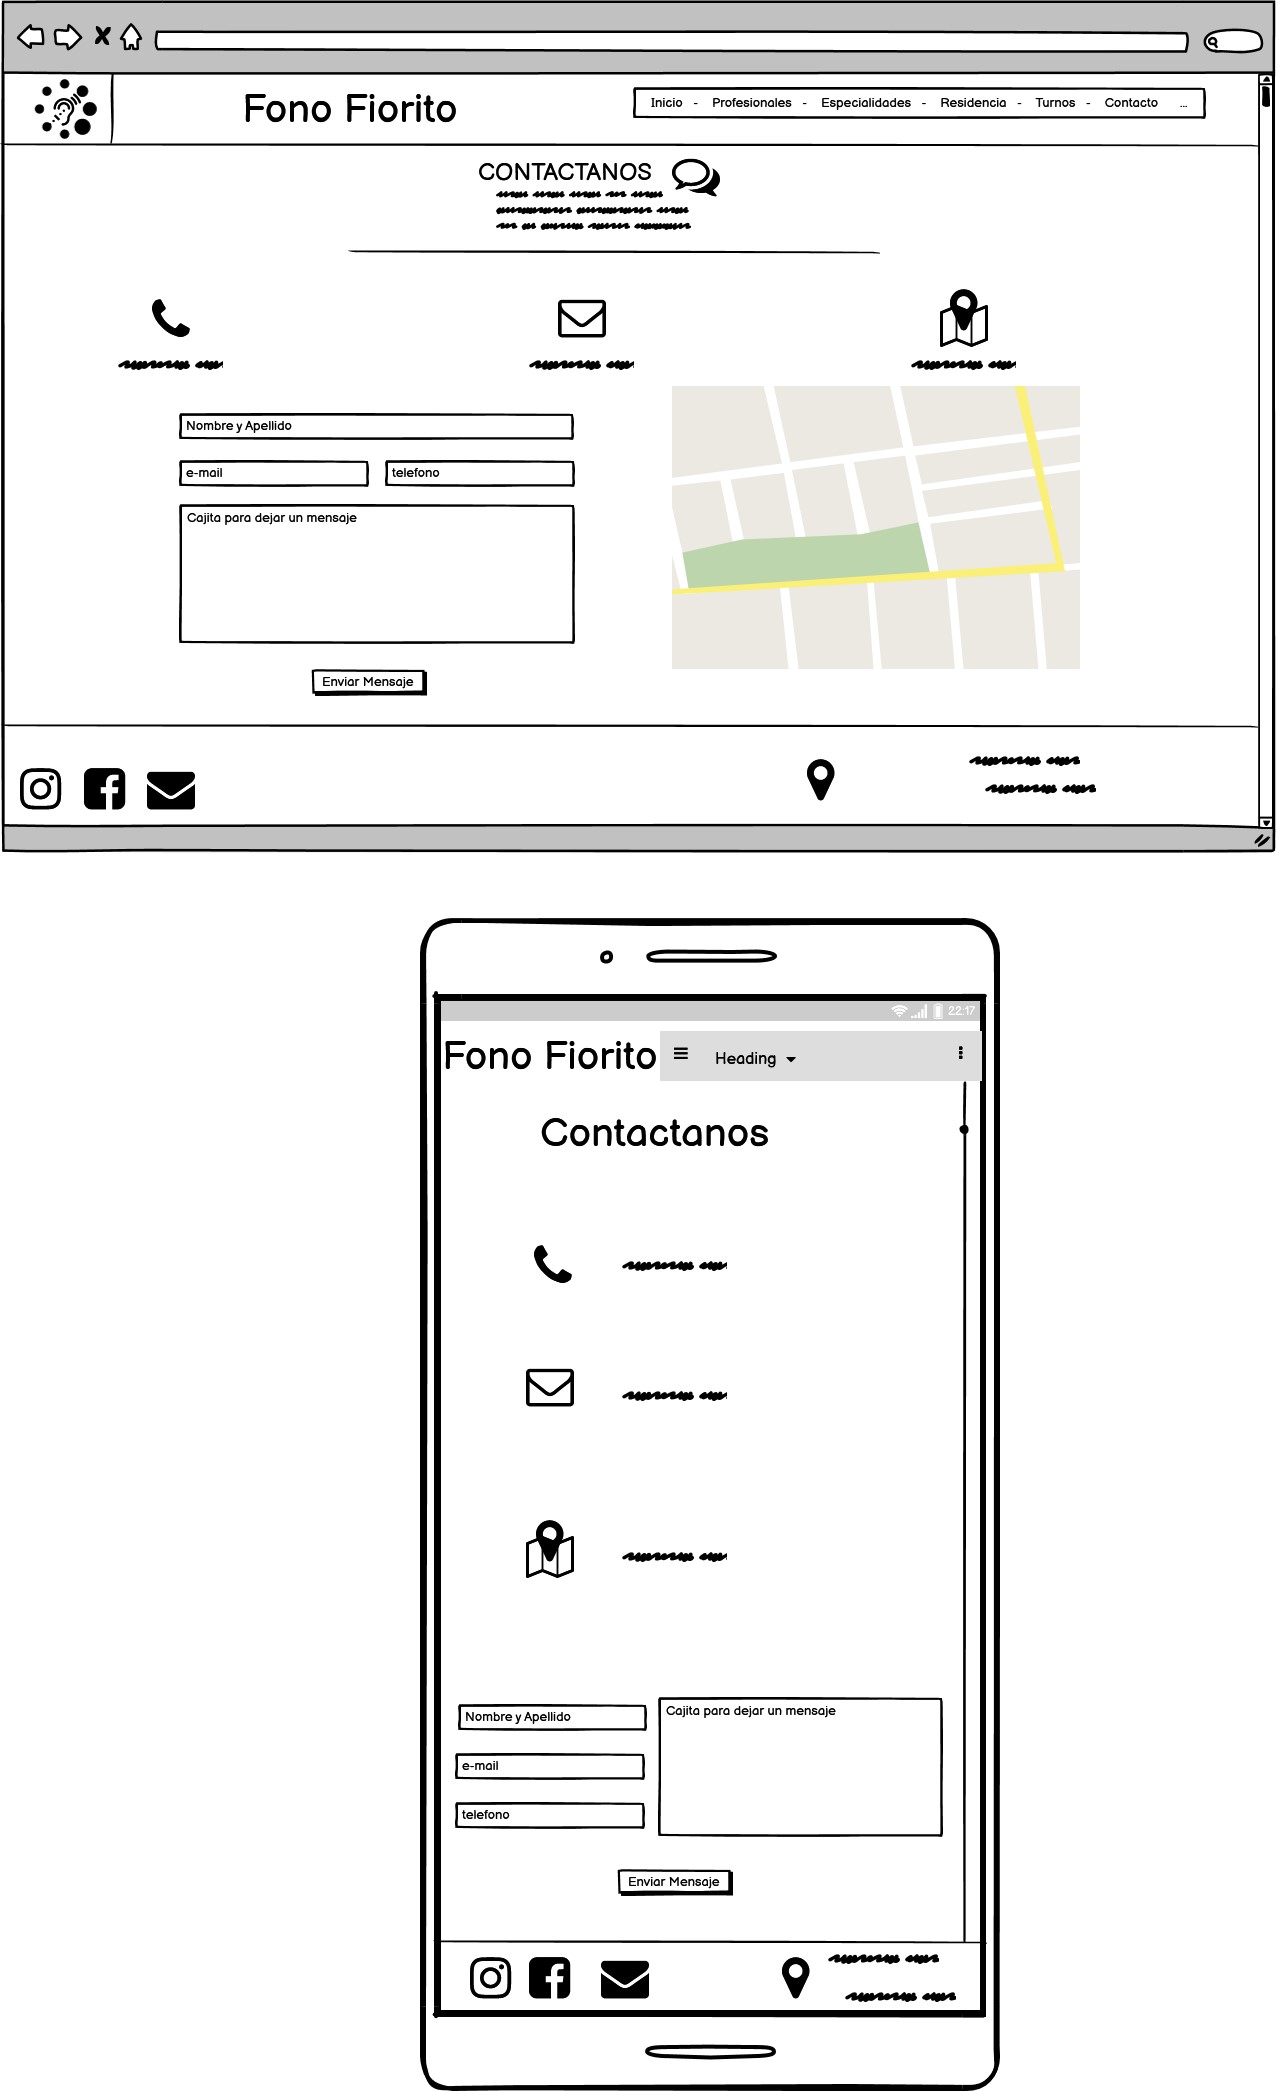 Fono Fiorito
Inicio - Profesionales - Especialidades - Residencia - Turnos - Contacto ...
CONTACTANOS
Nombre y Apellido
e-mail telefono
Cajita para dejar un mensaje
Enviar Mensaje
22:17
Fono Fiorito Heading
Contactanos
Nombre y Apellido
e-mail
telefono
Cajita para dejar un mensaje
Enviar Mensaje